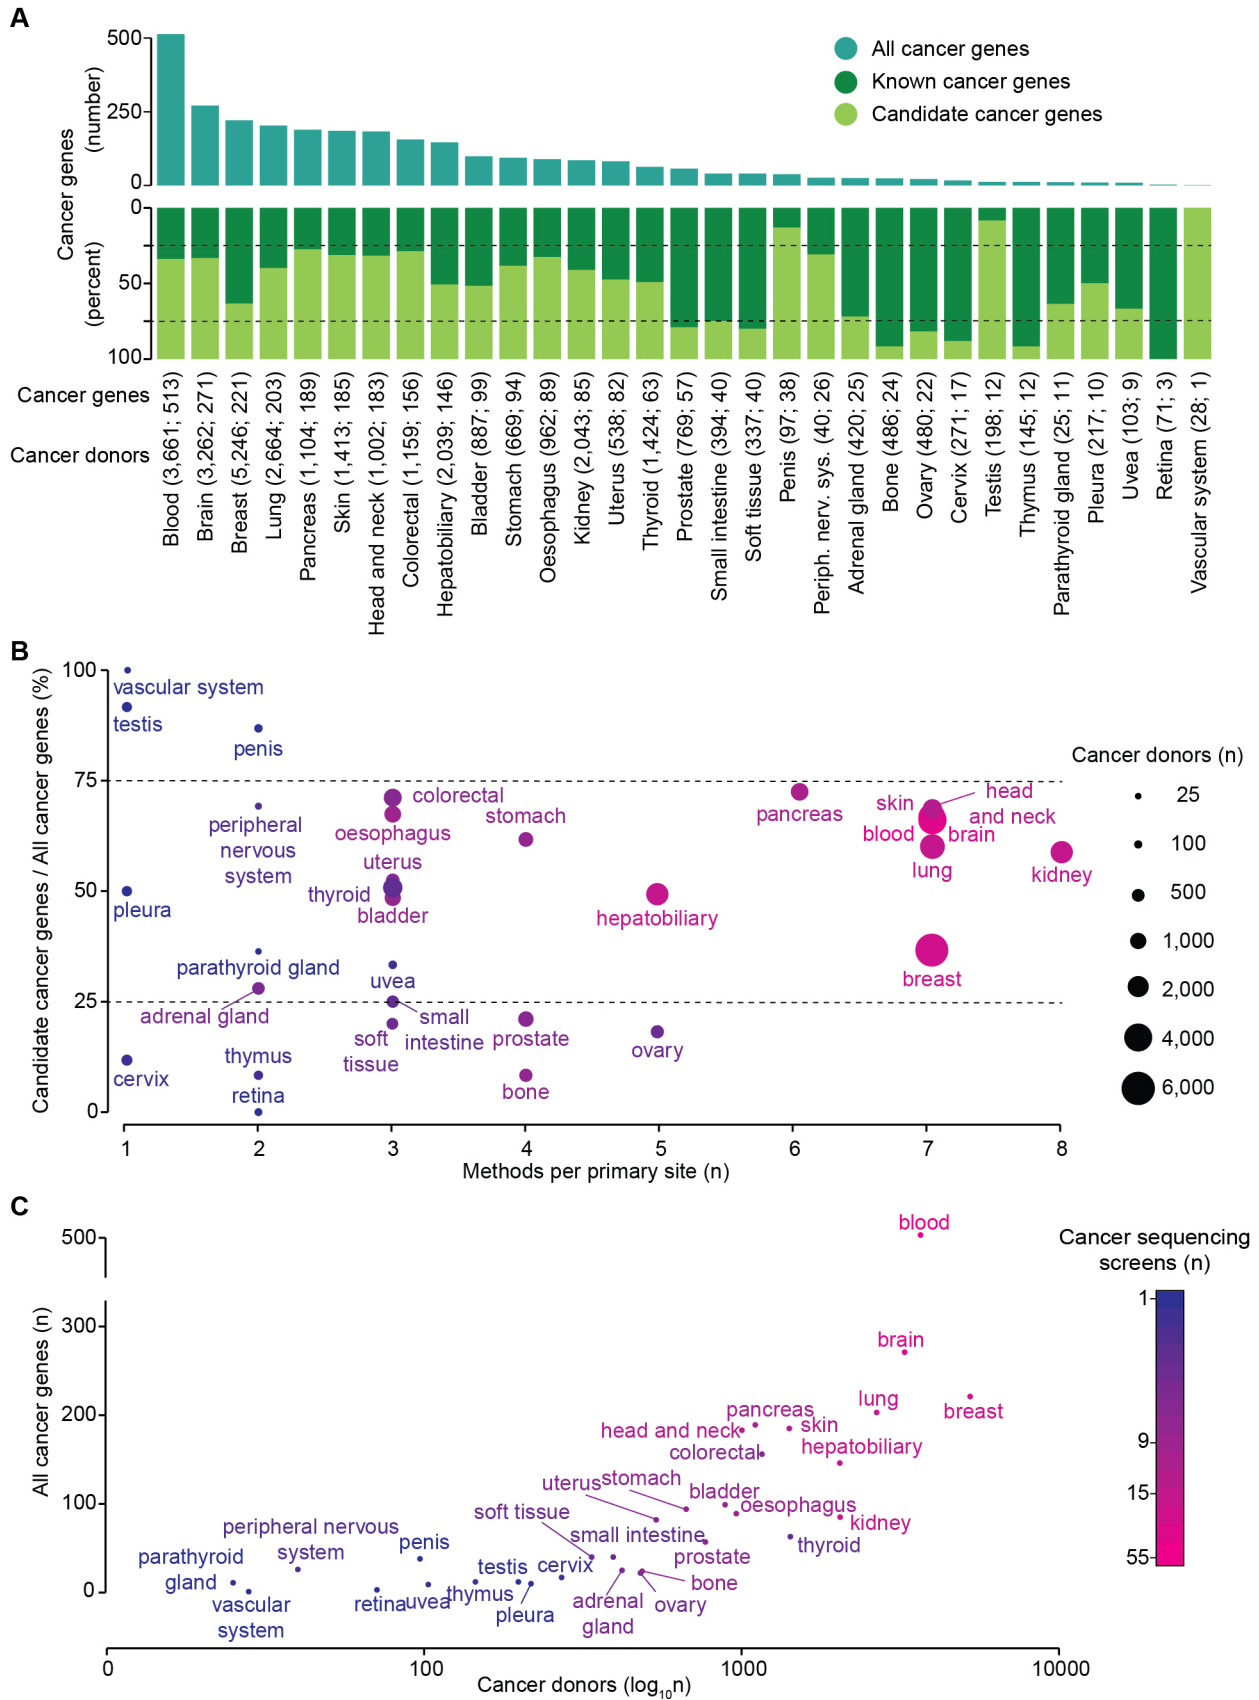 A
500
250
0
Cancer genes
(number)
All cancer genes
Known cancer genes
Candidate cancer genes
0
50
100
(percent)
Cancer genes
Cancer donors
Blood (3,661; 513)
Brain (3,262; 271)
Breast (5,246; 221)
Lung (2,664; 203)
Pancreas (1,104; 189)
Skin (1,413; 185)
Head and neck (1,002; 183)
Colorectal (1,159; 156)
Hepatobiliary (2,039; 146)
Bladder (887; 99)
Stomach (669; 94)
Oesophagus (962; 89)
Kidney (2,043; 85)
Uterus (538; 82)
Thyroid (1,424; 63)
Prostate (769; 57)
Small intestine (394; 40)
Soft tissue (337; 40)
Penis (97; 38)
Periph. nerv. sys. (40; 26)
Adrenal gland (420; 25)
Bone (486; 24)
Ovary (480; 22)
Cervix (271; 17)
Testis (198; 12)
Thymus (145; 12)
Parathyroid gland (25; 11)
Pleura (217; 10)
Uvea (103; 9)
Retina (71; 3)
Vascular system (28; 1)
B
Candidate cancer genes / All cancer genes (%)
100
75
50
25
0
vascular system
testis
penis
peripheral
nervous
system
pleura
parathyroid gland
adrenal gland
cervix
thymus
retina
colorectal
oesophagus
uterus
thyroid
bladder
uvea
small
intestine
soft
tissue
stomach
prostate
bone
hepatobiliary
ovary
pancreas
skin
head
and neck
blood
brain
lung
breast
kidney
1
2
3
4
5
6
7
8
Methods per primary site (n)
Cancer donors (n)
25
100
500
1,000
2,000
4,000
6,000
C
All cancer genes (n)
500
300
200
100
0
blood
brain
lung
breast
pancreas
head and neck
skin
colorectal
hepatobiliary
uterus
stomach
bladder
oesophagus
kidney
soft tissue
small intestine
thyroid
prostate
peripheral nervous
system
penis
parathyroid
gland
testis
cervix
bone
vascular
system
retina
uvea
thymus
pleura
adrenal
gland
ovary
0
100
1000
10000
Cancer donors (log10n)
Cancer sequencing
screens (n)
1
9
15
55